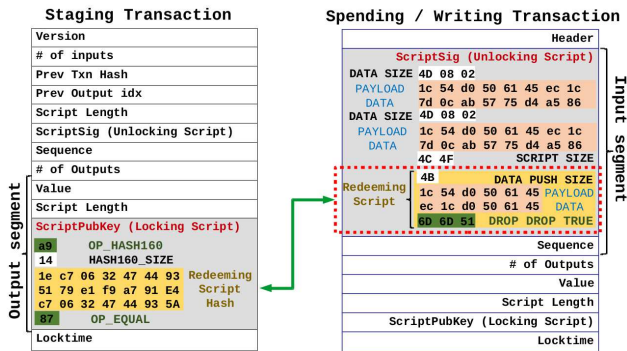 Staging Transaction
Version
# of inputs
Prev Txn Hash
Prev Output idx
Script Length
ScriptSig (Unlocking Script)
Sequence
# of Outputs
Value
Script Length
ScriptPubKey (Locking Script)
a9 OP_HASH160
14 HASH160_SIZE
1e c7 06 32 47 44 93
51 79 e1 f9 a7 91 E4
c7 06 32 47 44 93 5A
Redeeming
Script
Hash
87 OP_EQUAL
Locktime
Output segment
Spending / Writing Transaction
Header
ScriptSig (Unlocking Script)
DATA SIZE 4D 08 02
PAYLOAD 1c 54 d0 50 61 45 ec 1c
DATA 7d 0c ab 57 75 d4 a5 86
DATA SIZE 4D 08 02
PAYLOAD 1c 54 d0 50 61 45 ec 1c
DATA 7d 0c ab 57 75 d4 a5 86
4C 4F SCRIPT SIZE
Redeeming
Script
4B DATA PUSH SIZE
1c 54 d0 50 61 45 PAYLOAD
ec 1c d0 50 61 45 DATA
6D 6D 51 DROP DROP TRUE
Sequence
# of Outputs
Value
Script Length
ScriptPubKey (Locking Script)
Locktime
Input segment